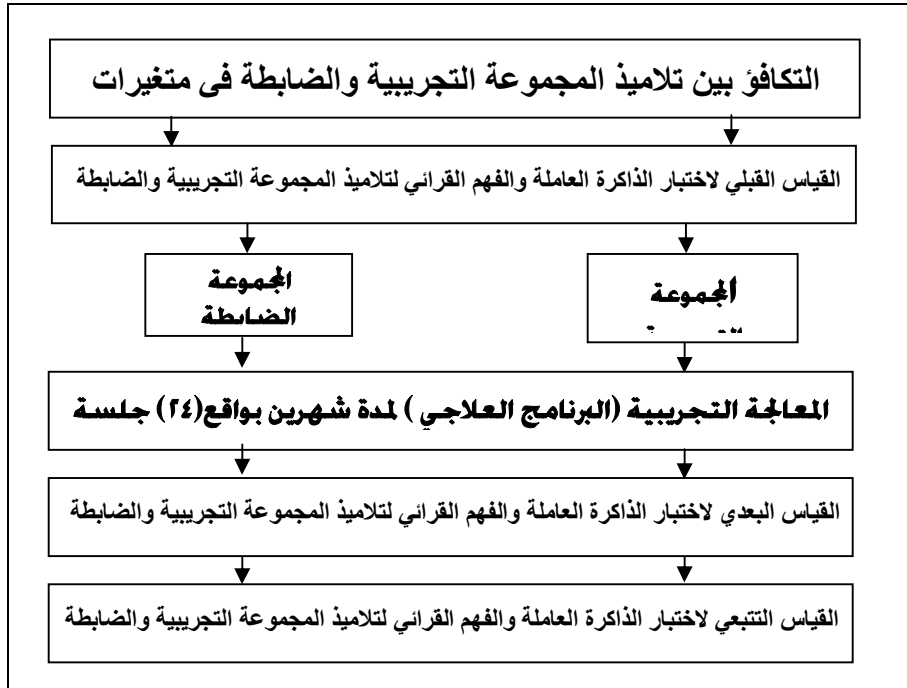 التكافؤ بين تلاميذ المجموعة التجريبية والضابطة فى متغيرات
القياس القبلي لاختبار الذاكرة العاملة والفهم القرائي لتلاميذ المجموعة التجريبية والضابطة
المجموعة
المجموعة
الضابطة
المعالجة التجريبية (البرنامج العلاجي ) لمدة شهرين بواقع(٢٤) جلسة
القياس البعدي لاختبار الذاكرة العاملة والفهم القرائي لتلاميذ المجموعة التجريبية والضابطة
القياس التتبعي لاختبار الذاكرة العاملة والفهم القرائي لتلاميذ المجموعة التجريبية والضابطة